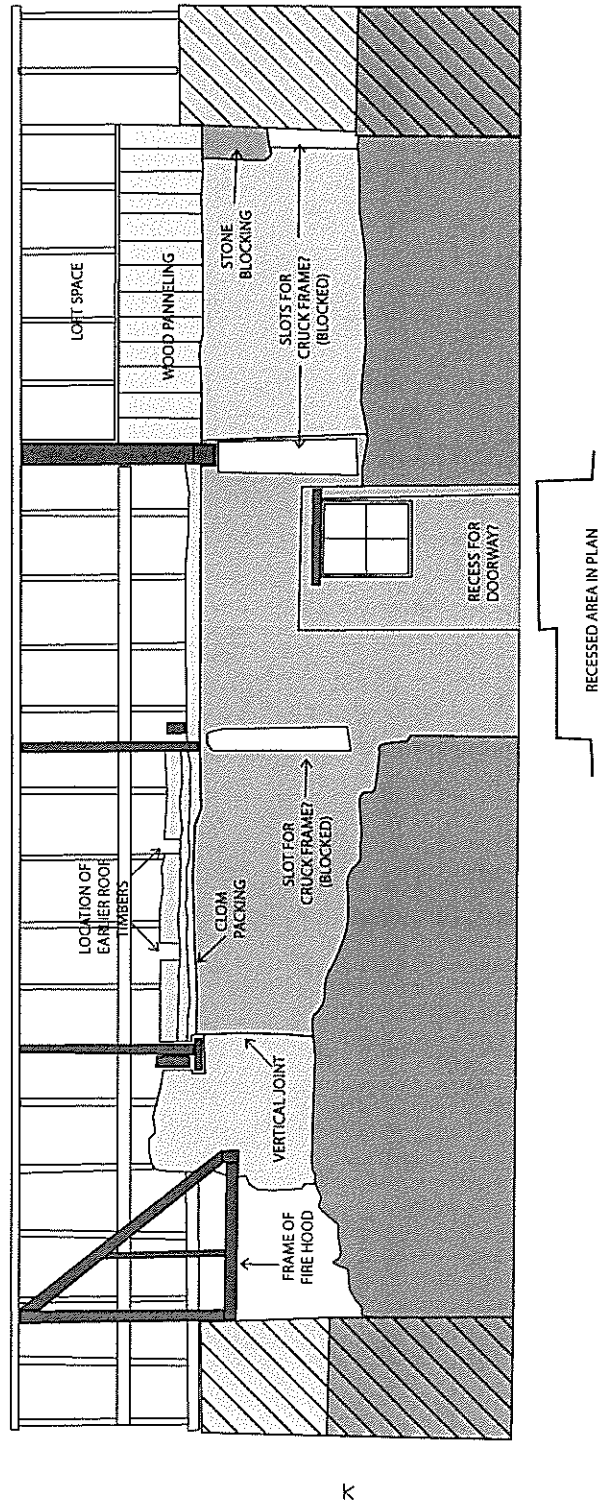 LOFT SPACE
WOOD PANNELING
STONE
BLOCKING
SLOTS FOR
CRUCK FRAME?
(BLOCKED)
LOCATION OF
EARLIER ROOF
TIMBERS
CLOM
PACKING
SLOT FOR
CRUCK FRAME?
(BLOCKED)
RECESS FOR
DOORWAY?
VERTICAL JOINT
FRAME OF
FIRE HOOD
RECESSED AREA IN PLAN
K